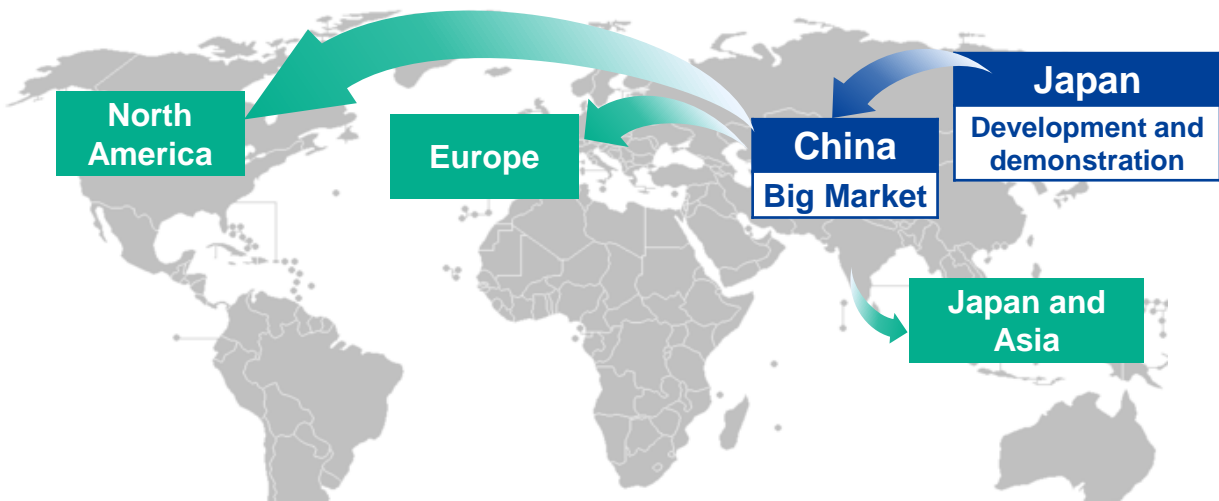 North
America
Europe
China
Big Market
Japan
Development and
demonstration
Japan and
Asia